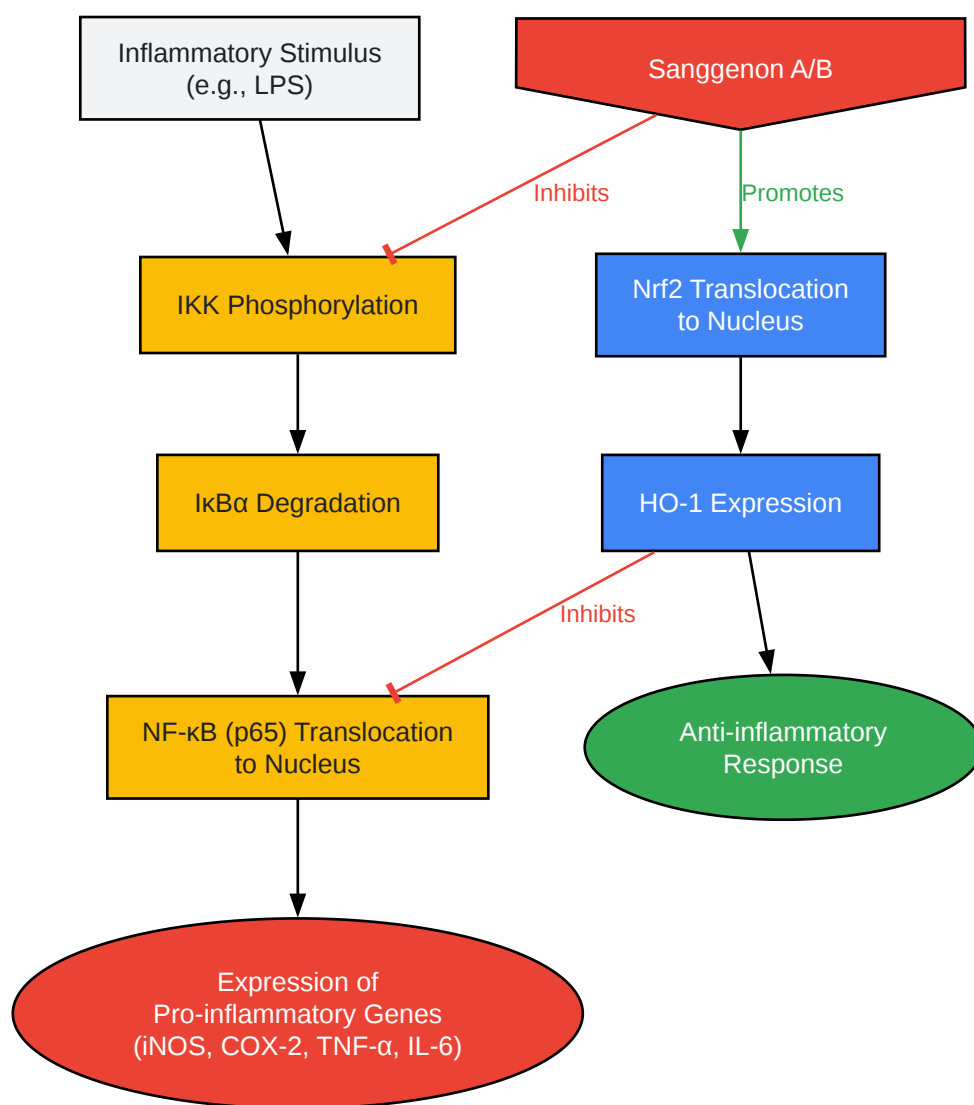 Inflammatory Stimulus
(e.g., LPS)
Sanggenon A/B
Inhibits
Promotes
IKK Phosphorylation
Nrf2 Translocation
to Nucleus
IκBα Degradation
HO-1 Expression
Inhibits
NF-κB (p65) Translocation
to Nucleus
Anti-inflammatory
Response
Expression of
Pro-inflammatory Genes
(iNOS, COX-2, TNF-α, IL-6)